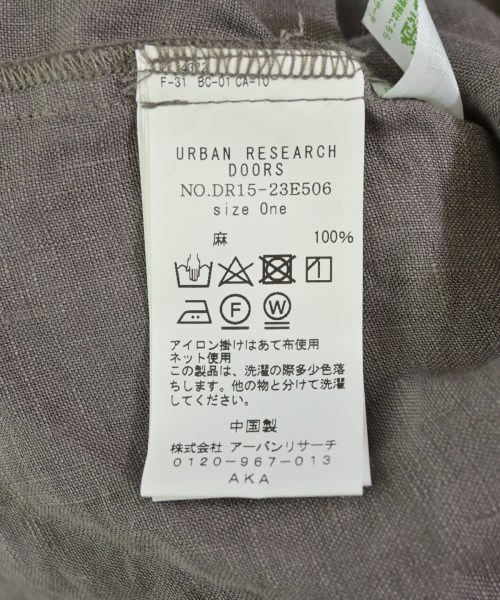 F-31 BC-01 CA-10
URBAN RESEARCH
DOORS
NO.DR15-23E506
size One
麻 100%
F W
アイロン掛けはあて布使用
ネット使用
この製品は、洗濯の際多少色落
ちします。他の物と分けて洗濯
してください。
中国製
株式会社 アーバンリサーチ
0120-967-013
AKA